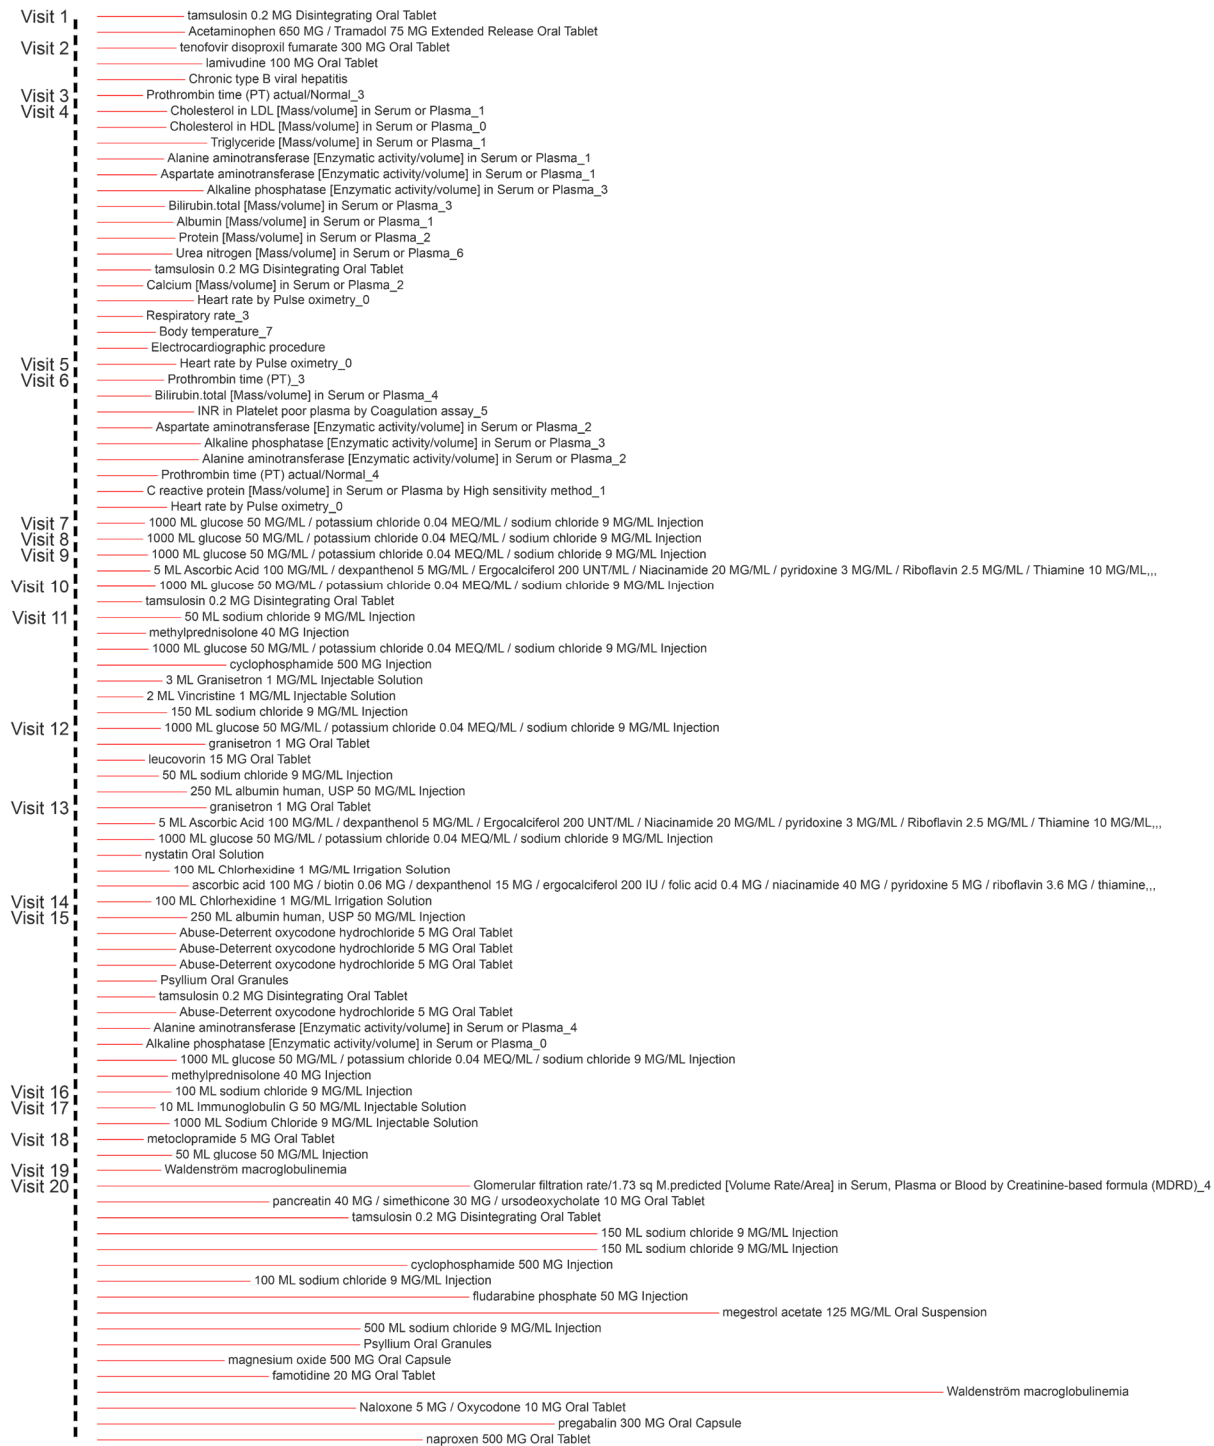 Visit 1 tamsulosin 0.2 MG Disintegrating Oral Tablet
Acetaminophen 650 MG / Tramadol 75 MG Extended Release Oral Tablet
Visit 2 tenofovir disoproxil fumarate 300 MG Oral Tablet
lamivudine 100 MG Oral Tablet
Chronic type B viral hepatitis
Visit 3 Prothrombin time (PT) actual/Normal_3
Visit 4 Cholesterol in LDL [Mass/volume] in Serum or Plasma_1
Cholesterol in HDL [Mass/volume] in Serum or Plasma_0
Triglyceride [Mass/volume] in Serum or Plasma_1
Alanine aminotransferase [Enzymatic activity/volume] in Serum or Plasma_1
Aspartate aminotransferase [Enzymatic activity/volume] in Serum or Plasma_1
Alkaline phosphatase [Enzymatic activity/volume] in Serum or Plasma_3
Bilirubin.total [Mass/volume] in Serum or Plasma_3
Albumin [Mass/volume] in Serum or Plasma_1
Protein [Mass/volume] in Serum or Plasma_2
Urea nitrogen [Mass/volume] in Serum or Plasma_6
tamsulosin 0.2 MG Disintegrating Oral Tablet
Calcium [Mass/volume] in Serum or Plasma_2
Heart rate by Pulse oximetry_0
Respiratory rate_3
Body temperature_7
Electrocardiographic procedure
Visit 5 Heart rate by Pulse oximetry_0
Visit 6 Prothrombin time (PT)_3
Bilirubin.total [Mass/volume] in Serum or Plasma_4
INR in Platelet poor plasma by Coagulation assay_5
Aspartate aminotransferase [Enzymatic activity/volume] in Serum or Plasma_2
Alkaline phosphatase [Enzymatic activity/volume] in Serum or Plasma_3
Alanine aminotransferase [Enzymatic activity/volume] in Serum or Plasma_2
Prothrombin time (PT) actual/Normal_4
C reactive protein [Mass/volume] in Serum or Plasma by High sensitivity method_1
Heart rate by Pulse oximetry_0
Visit 7 1000 ML glucose 50 MG/ML / potassium chloride 0.04 MEQ/ML / sodium chloride 9 MG/ML Injection
Visit 8 1000 ML glucose 50 MG/ML / potassium chloride 0.04 MEQ/ML / sodium chloride 9 MG/ML Injection
Visit 9 1000 ML glucose 50 MG/ML / potassium chloride 0.04 MEQ/ML / sodium chloride 9 MG/ML Injection
5 ML Ascorbic Acid 100 MG/ML / dexpanthenol 5 MG/ML / Ergocalciferol 200 UNT/ML / Niacinamide 20 MG/ML / pyridoxine 3 MG/ML / Riboflavin 2.5 MG/ML / Thiamine 10 MG/ML,,,
Visit 10 1000 ML glucose 50 MG/ML / potassium chloride 0.04 MEQ/ML / sodium chloride 9 MG/ML Injection
tamsulosin 0.2 MG Disintegrating Oral Tablet
Visit 11 50 ML sodium chloride 9 MG/ML Injection
methylprednisolone 40 MG Injection
1000 ML glucose 50 MG/ML / potassium chloride 0.04 MEQ/ML / sodium chloride 9 MG/ML Injection
cyclophosphamide 500 MG Injection
3 ML Granisetron 1 MG/ML Injectable Solution
2 ML Vincristine 1 MG/ML Injectable Solution
150 ML sodium chloride 9 MG/ML Injection
Visit 12 1000 ML glucose 50 MG/ML / potassium chloride 0.04 MEQ/ML / sodium chloride 9 MG/ML Injection
granisetron 1 MG Oral Tablet
leucovorin 15 MG Oral Tablet
50 ML sodium chloride 9 MG/ML Injection
250 ML albumin human, USP 50 MG/ML Injection
Visit 13 granisetron 1 MG Oral Tablet
5 ML Ascorbic Acid 100 MG/ML / dexpanthenol 5 MG/ML / Ergocalciferol 200 UNT/ML / Niacinamide 20 MG/ML / pyridoxine 3 MG/ML / Riboflavin 2.5 MG/ML / Thiamine 10 MG/ML,,,
1000 ML glucose 50 MG/ML / potassium chloride 0.04 MEQ/ML / sodium chloride 9 MG/ML Injection
nystatin Oral Solution
100 ML Chlorhexidine 1 MG/ML Irrigation Solution
ascorbic acid 100 MG / biotin 0.06 MG / dexpanthenol 15 MG / ergocalciferol 200 IU / folic acid 0.4 MG / niacinamide 40 MG / pyridoxine 5 MG / riboflavin 3.6 MG / thiamine,,,
Visit 14 100 ML Chlorhexidine 1 MG/ML Irrigation Solution
Visit 15 250 ML albumin human, USP 50 MG/ML Injection
Abuse-Deterrent oxycodone hydrochloride 5 MG Oral Tablet
Abuse-Deterrent oxycodone hydrochloride 5 MG Oral Tablet
Abuse-Deterrent oxycodone hydrochloride 5 MG Oral Tablet
Psyllium Oral Granules
tamsulosin 0.2 MG Disintegrating Oral Tablet
Abuse-Deterrent oxycodone hydrochloride 5 MG Oral Tablet
Alanine aminotransferase [Enzymatic activity/volume] in Serum or Plasma_4
Alkaline phosphatase [Enzymatic activity/volume] in Serum or Plasma_0
1000 ML glucose 50 MG/ML / potassium chloride 0.04 MEQ/ML / sodium chloride 9 MG/ML Injection
methylprednisolone 40 MG Injection
Visit 16 100 ML sodium chloride 9 MG/ML Injection
Visit 17 10 ML Immunoglobulin G 50 MG/ML Injectable Solution
1000 ML Sodium Chloride 9 MG/ML Injectable Solution
Visit 18 metoclopramide 5 MG Oral Tablet
50 ML glucose 50 MG/ML Injection
Visit 19 Waldenström macroglobulinemia
Visit 20 Glomerular filtration rate/1.73 sq M.predicted [Volume Rate/Area] in Serum, Plasma or Blood by Creatinine-based formula (MDRD)_4
pancreatin 40 MG / simethicone 30 MG / ursodeoxycholate 10 MG Oral Tablet
tamsulosin 0.2 MG Disintegrating Oral Tablet
150 ML sodium chloride 9 MG/ML Injection
150 ML sodium chloride 9 MG/ML Injection
cyclophosphamide 500 MG Injection
100 ML sodium chloride 9 MG/ML Injection
fludarabine phosphate 50 MG Injection
megestrol acetate 125 MG/ML Oral Suspension
500 ML sodium chloride 9 MG/ML Injection
Psyllium Oral Granules
magnesium oxide 500 MG Oral Capsule
famotidine 20 MG Oral Tablet
Waldenström macroglobulinemia
Naloxone 5 MG / Oxycodone 10 MG Oral Tablet
pregabalin 300 MG Oral Capsule
naproxen 500 MG Oral Tablet